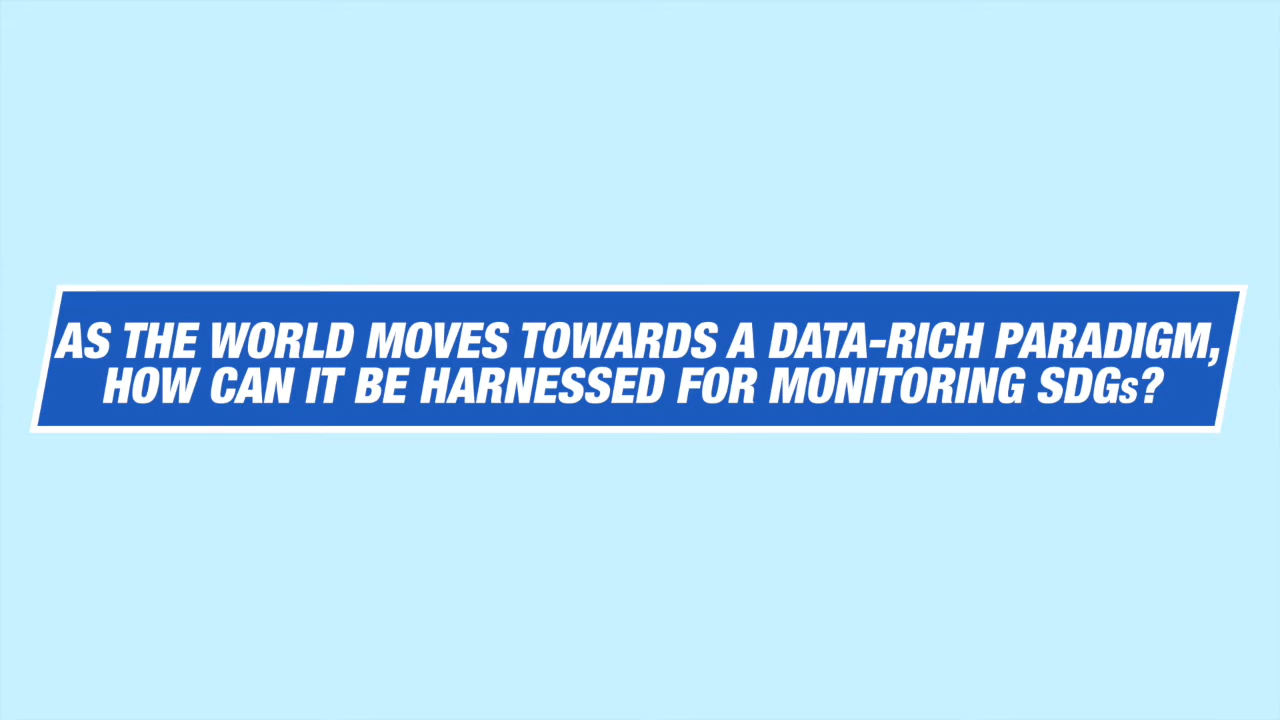 AS THE WORLD MOVES TOWARDS A DATA-RICH PARADIGM,
HOW CAN IT BE HARNESSED FOR MONITORING SDGs?